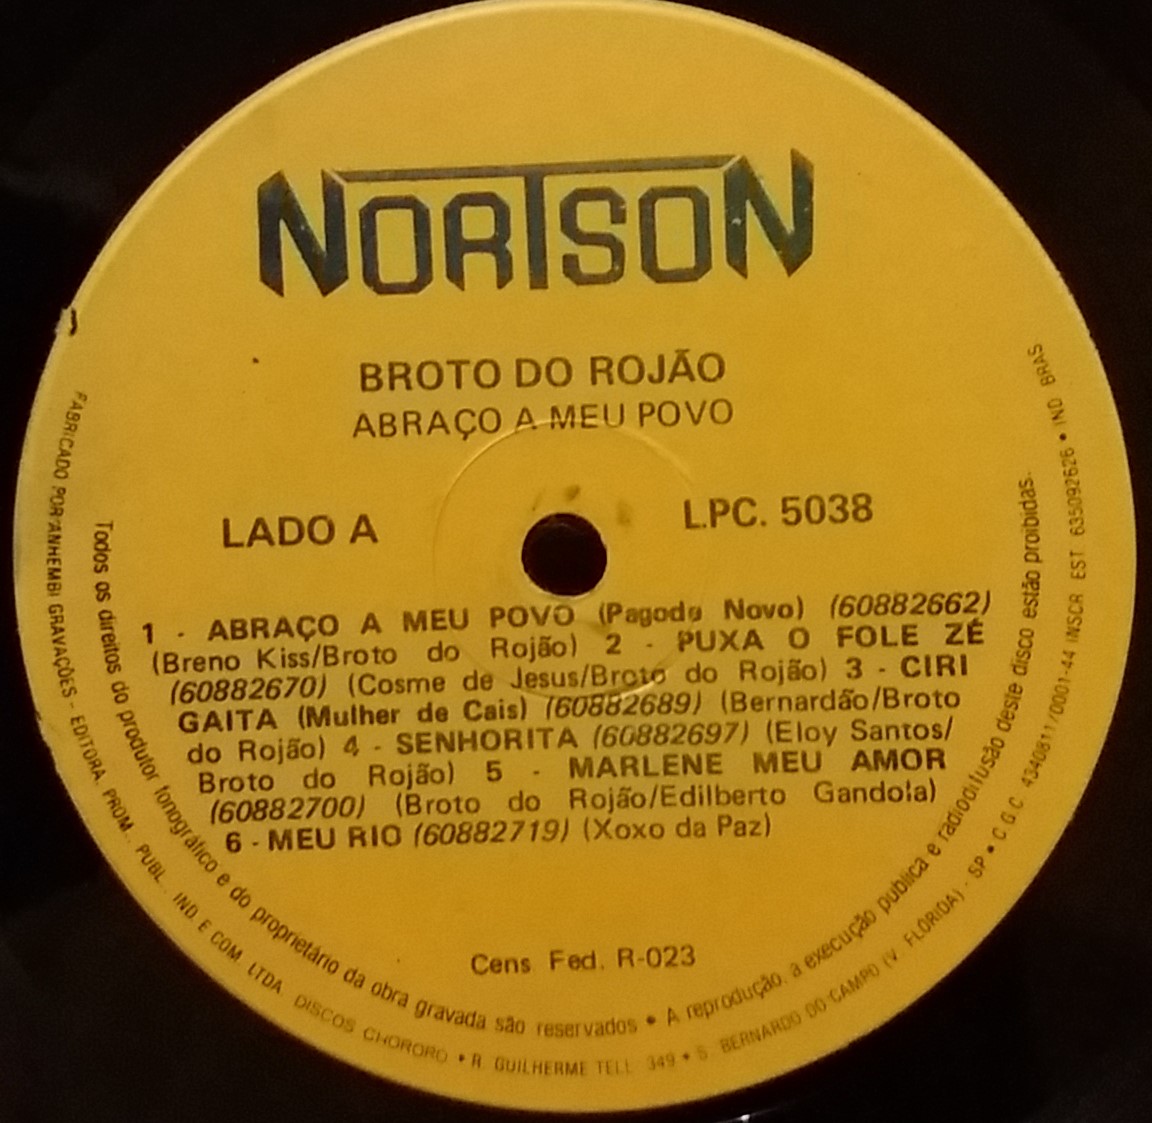 NORTSON
BROTO DO ROJÃO
ABRAÇO A MEU POVO
LADO A
LPC. 5038
1 - ABRAÇO A MEU POVO (Pagode Novo) (60882662)
(Breno Kiss/Broto do Rojão) 2 - PUXA O FOLE ZÉ
(60882670) (Cosme de Jesus/Broto do Rojão) 3 - CIRI
GAITA (Mulher de Cais) (60882689) (Bernardão/Broto
do Rojão) 4 - SENHORITA (60882697) (Eloy Santos/
Broto do Rojão) 5 - MARLENE MEU AMOR
(60882700) (Broto do Rojão/Edilberto Gandola)
6 - MEU RIO (60882719) (Xoxo da Paz)
Cens. Fed. R-023
Todos os direitos do produtor fonográfico e do proprietário da obra gravada são reservados • A reprodução, a execução publica e radiodifusão deste disco estão proibidas.
FABRICADO POR ANHEMBI GRAVAÇÕES - EDITORA, PROM., PUBL., IND. E COM. LTDA. DISCOS CHORORO • R. GUILHERME TELL, 349 • S. BERNARDO DO CAMPO (V. FLORIDA) - SP • C.G.C. 4340811/0001-44 INSCR. EST. 635092626 • IND. BRAS.